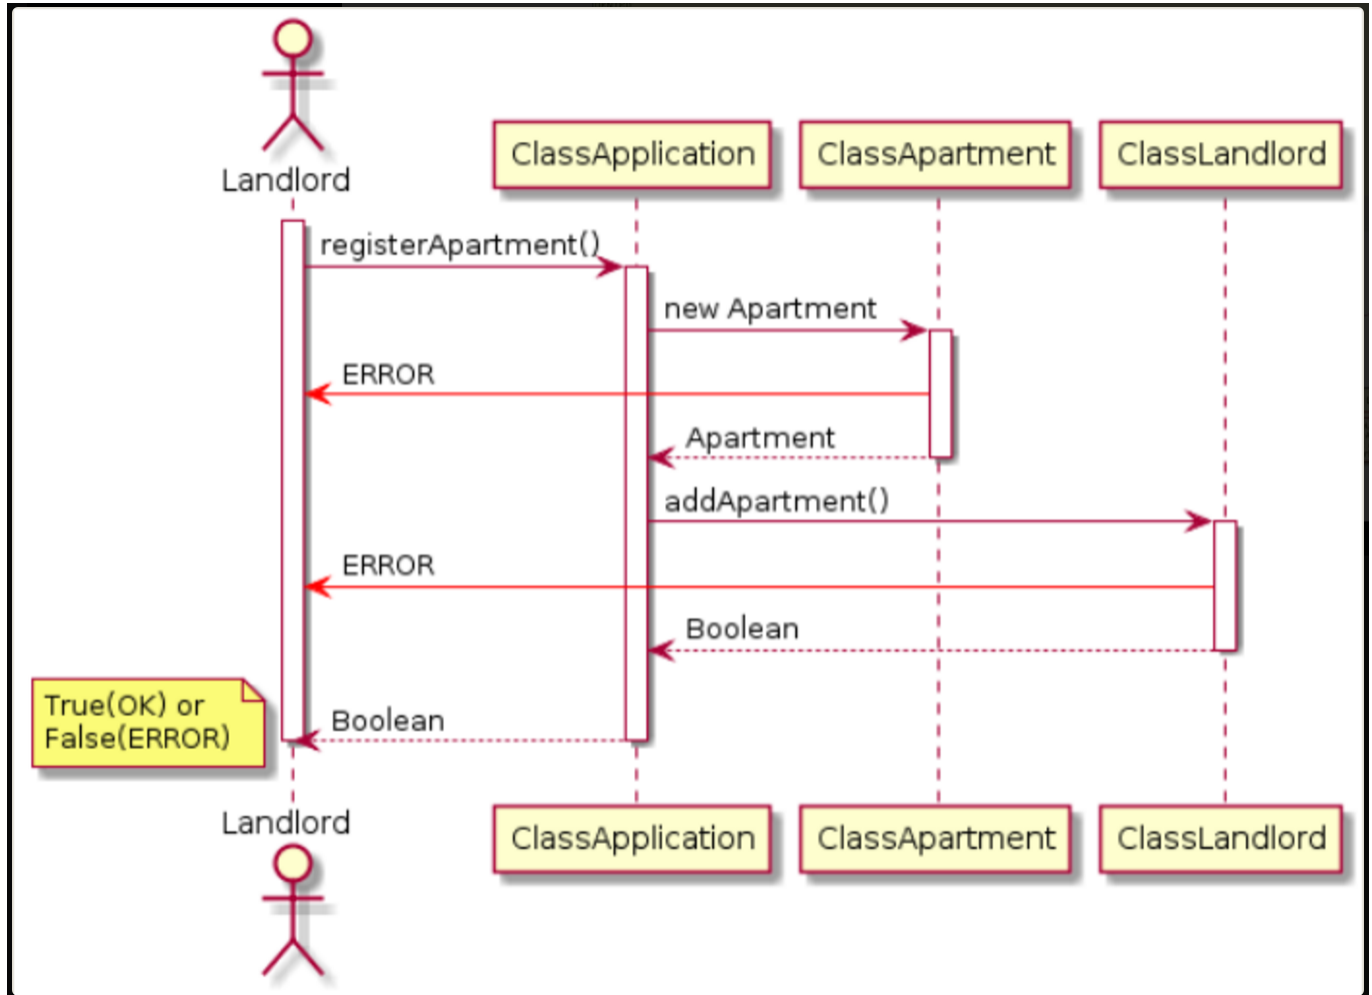 Landlord
ClassApplication
ClassApartment
ClassLandlord
registerApartment()
new Apartment
ERROR
Apartment
addApartment()
ERROR
Boolean
True(OK) or
False(ERROR)
Boolean
Landlord
ClassApplication
ClassApartment
ClassLandlord